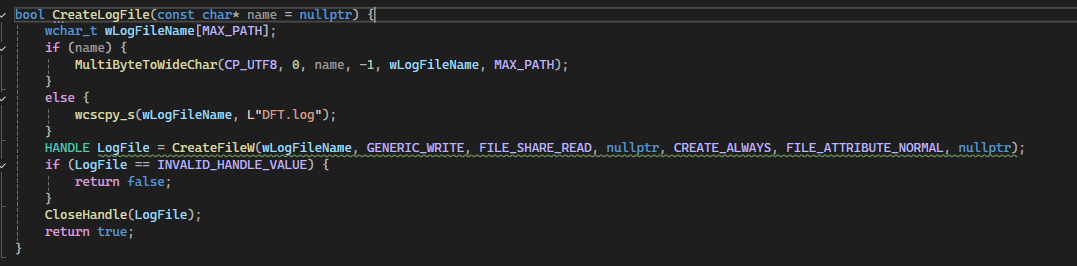 bool CreateLogFile(const char* name = nullptr) {
    wchar_t wLogFileName[MAX_PATH];
    if (name) {
        MultiByteToWideChar(CP_UTF8, 0, name, -1, wLogFileName, MAX_PATH);
    }
    else {
        wcscpy_s(wLogFileName, L"DFT.log");
    }
    HANDLE LogFile = CreateFileW(wLogFileName, GENERIC_WRITE, FILE_SHARE_READ, nullptr, CREATE_ALWAYS, FILE_ATTRIBUTE_NORMAL, nullptr);
    if (LogFile == INVALID_HANDLE_VALUE) {
        return false;
    }
    CloseHandle(LogFile);
    return true;
}